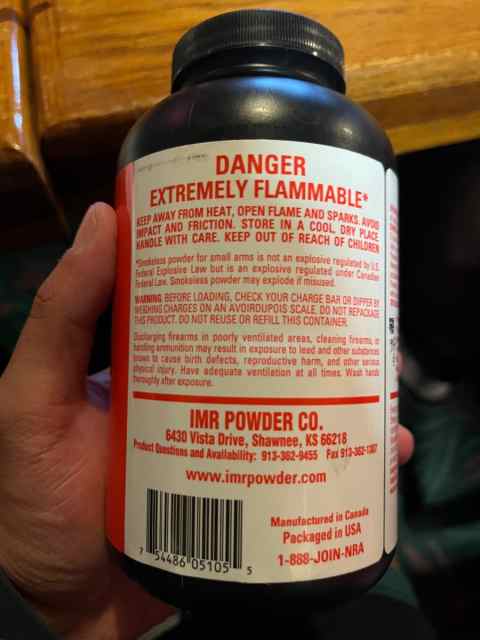 DANGER
EXTREMELY FLAMMABLE*
KEEP AWAY FROM HEAT, OPEN FLAME AND SPARKS. AVOID
IMPACT AND FRICTION. STORE IN A COOL, DRY PLACE.
HANDLE WITH CARE. KEEP OUT OF REACH OF CHILDREN
*Smokeless powder for small arms is not an explosive regulated by U.S.
Federal Explosive Law but is an explosive regulated under Canadian
Federal Law. Smokeless powder may explode if misused.
WARNING: BEFORE LOADING, CHECK YOUR CHARGE BAR OR DIPPER BY
WEIGHING CHARGES ON AN AVOIRDUPOIS SCALE. DO NOT REPACKAGE
THIS PRODUCT. DO NOT REUSE OR REFILL THIS CONTAINER.
Discharging firearms in poorly ventilated areas, cleaning firearms, or
handling ammunition may result in exposure to lead and other substances
known to cause birth defects, reproductive harm, and other serious
physical injury. Have adequate ventilation at all times. Wash hands
thoroughly after exposure.
IMR POWDER CO.
6430 Vista Drive, Shawnee, KS 66218
Product Questions and Availability: 913-362-9455 Fax 913-362-1307
www.imrpowder.com
Manufactured in Canada
Packaged in USA
1-888-JOIN-NRA
7 54486 05105 5